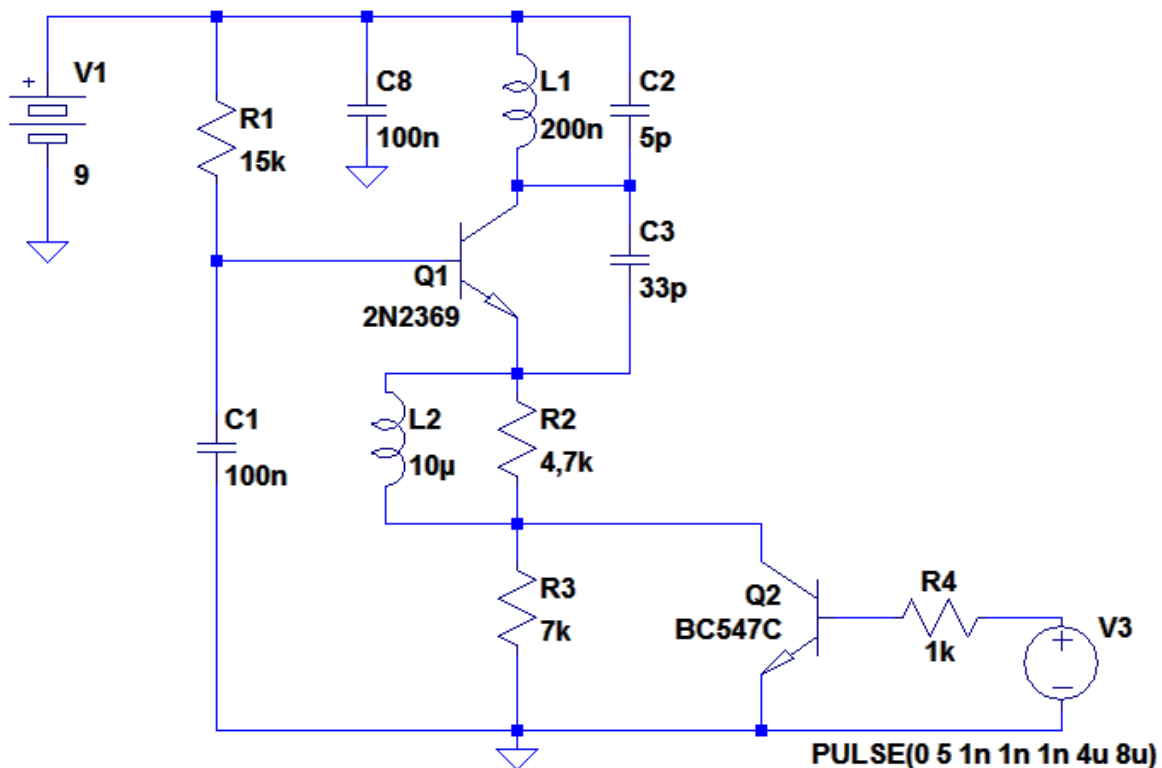 V1
+
9
R1
15k
C8
100n
L1
200n
C2
5p
C3
33p
Q1
2N2369
C1
100n
L2
10µ
R2
4,7k
R3
7k
Q2
BC547C
R4
1k
V3
PULSE(0 5 1n 1n 1n 4u 8u)